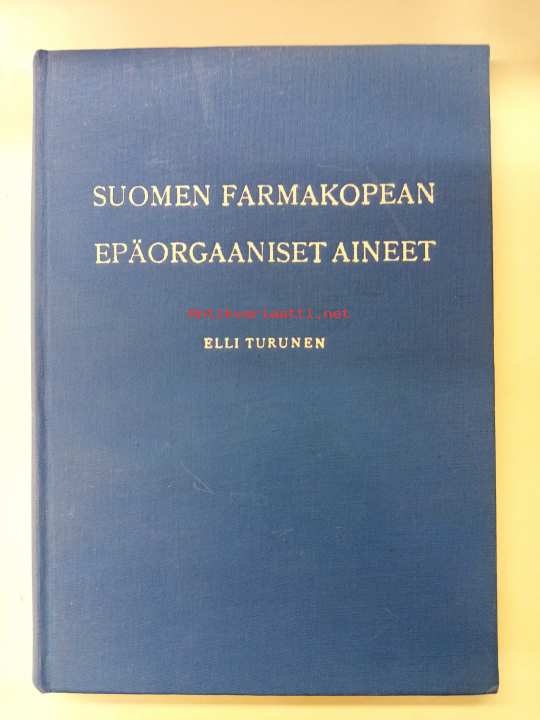 SUOMEN FARMAKOPEAN
EPÄORGAANISET AINEET
Antikvariaatti.net
ELLI TURUNEN